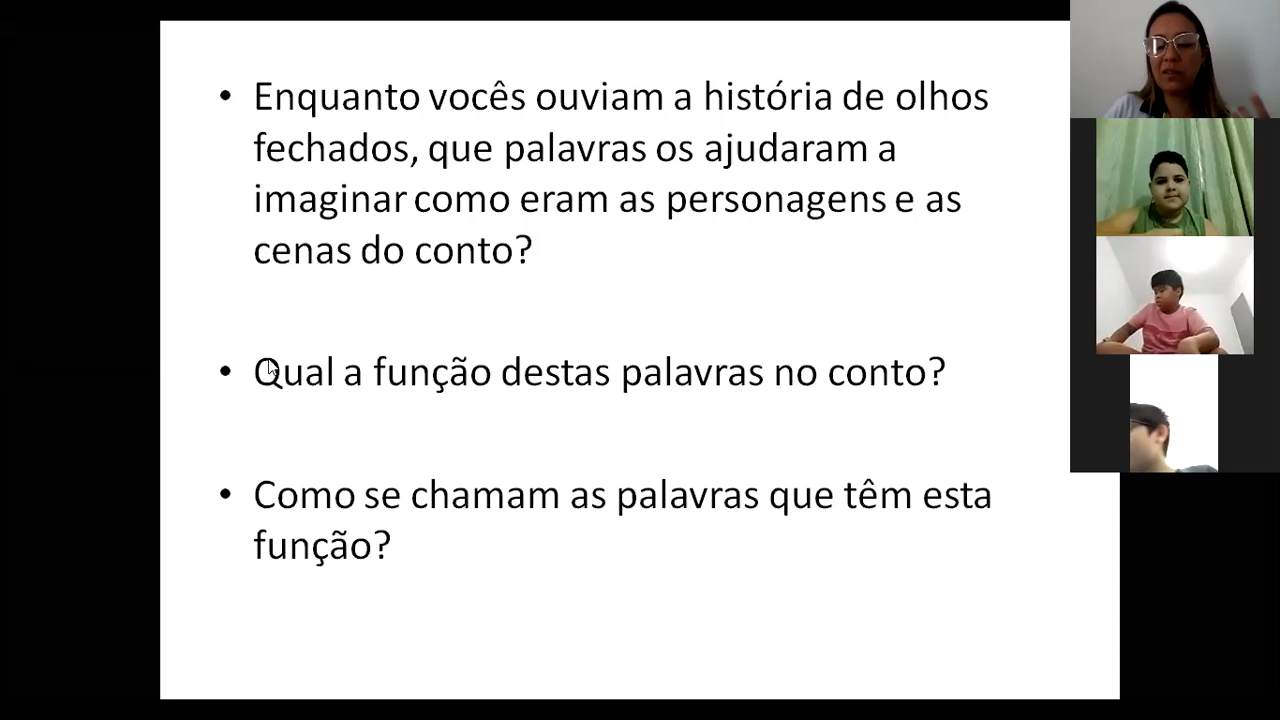 • Enquanto vocês ouviam a história de olhos
fechados, que palavras os ajudaram a
imaginar como eram as personagens e as
cenas do conto?
• Qual a função destas palavras no conto?
• Como se chamam as palavras que têm esta
função?